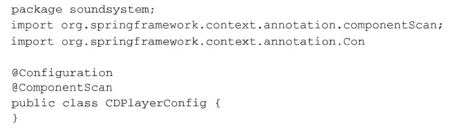 package soundsystem;
import org.springframework.context.annotation.componentScan;
import org.springframework.context.annotation.Con
@Configuration
@ComponentScan
public class CDPlayerConfig {
}